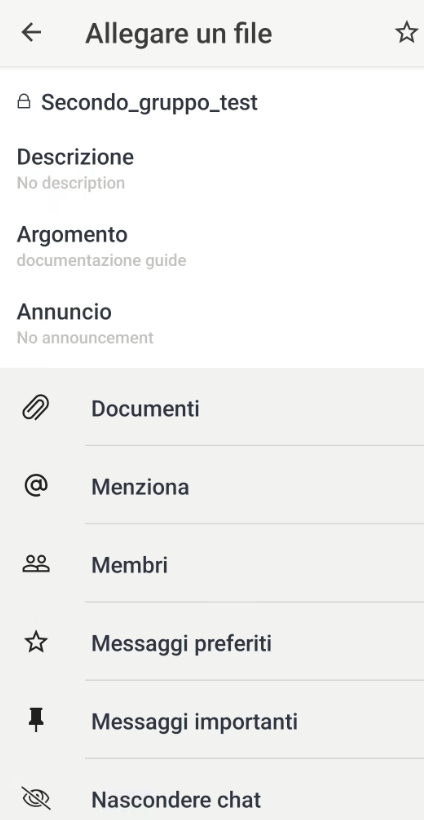 Allegare un file
Secondo_gruppo_test
Descrizione
No description
Argomento
documentazione guide
Annuncio
No announcement
Documenti
Menziona
Membri
Messaggi preferiti
Messaggi importanti
Nascondere chat